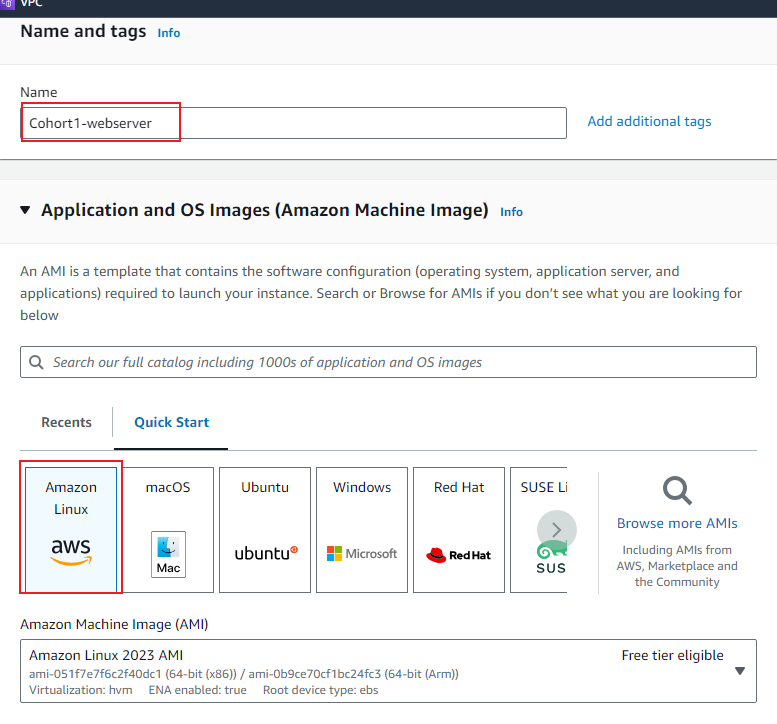 VPC
Name and tags Info
Name
Cohort1-webserver
Add additional tags
Application and OS Images (Amazon Machine Image) Info
An AMI is a template that contains the software configuration (operating system, application server, and
applications) required to launch your instance. Search or Browse for AMIs if you don’t see what you are looking for
below
Search our full catalog including 1000s of application and OS images
Recents
Quick Start
Amazon
Linux
aws
macOS
Mac
Ubuntu
ubuntu
Windows
Microsoft
Red Hat
Red Hat
SUSE Li
SUS
Browse more AMIs
Including AMIs from
AWS, Marketplace and
the Community
Amazon Machine Image (AMI)
Amazon Linux 2023 AMI
Free tier eligible
ami-051f7e7f6c2f40dc1 (64-bit (x86)) / ami-0b9ce70cf1bc24fc3 (64-bit (Arm))
Virtualization: hvm ENA enabled: true Root device type: ebs